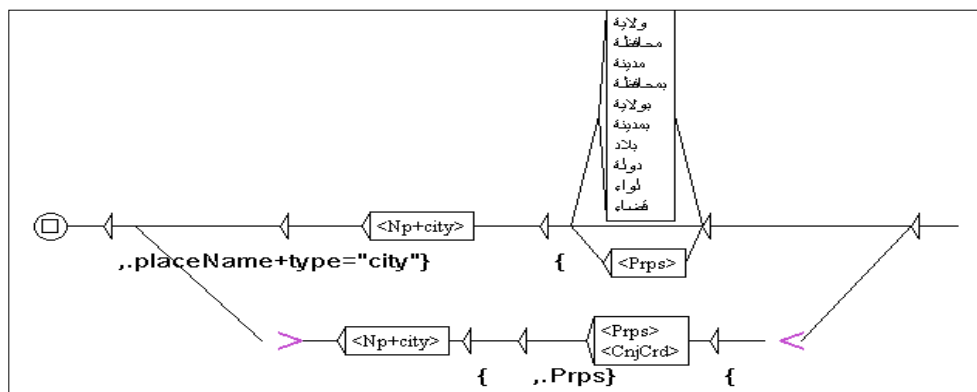 ولاية
محافظة
مدينة
بمحافظة
بولاية
بمدينة
بلاد
دولة
لواء
قضاء
<Np+city>
<Prps>
,.placeName+type="city"}
{
<Np+city>
<Prps>
<CnjCrd>
{
,.Prps}
{